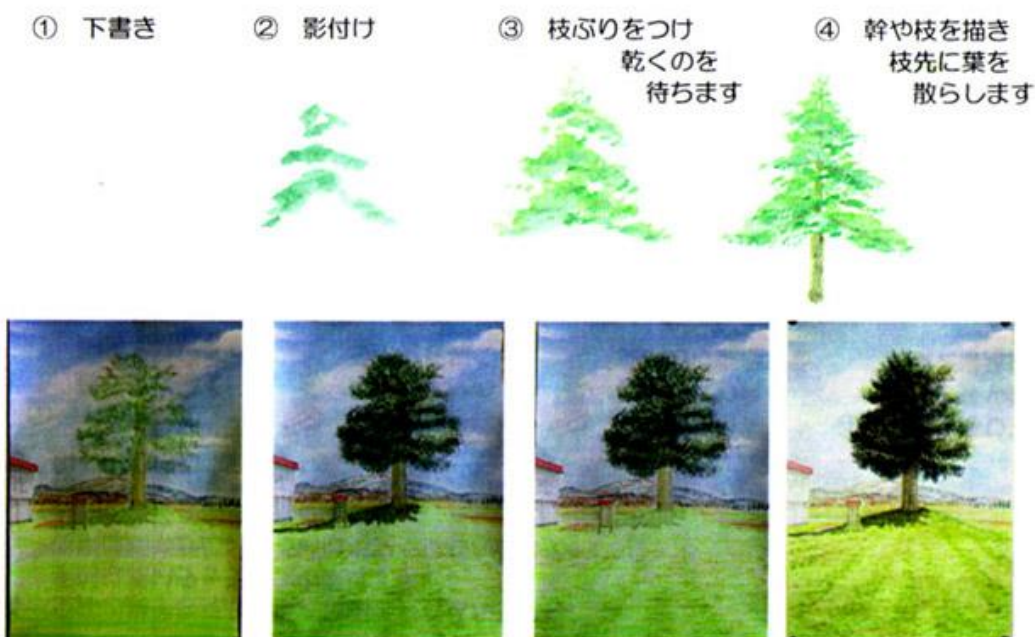 ① 下書き
② 影付け
③ 枝ぶりをつけ
乾くのを
待ちます
④ 幹や枝を描き
枝先に葉を
散らします